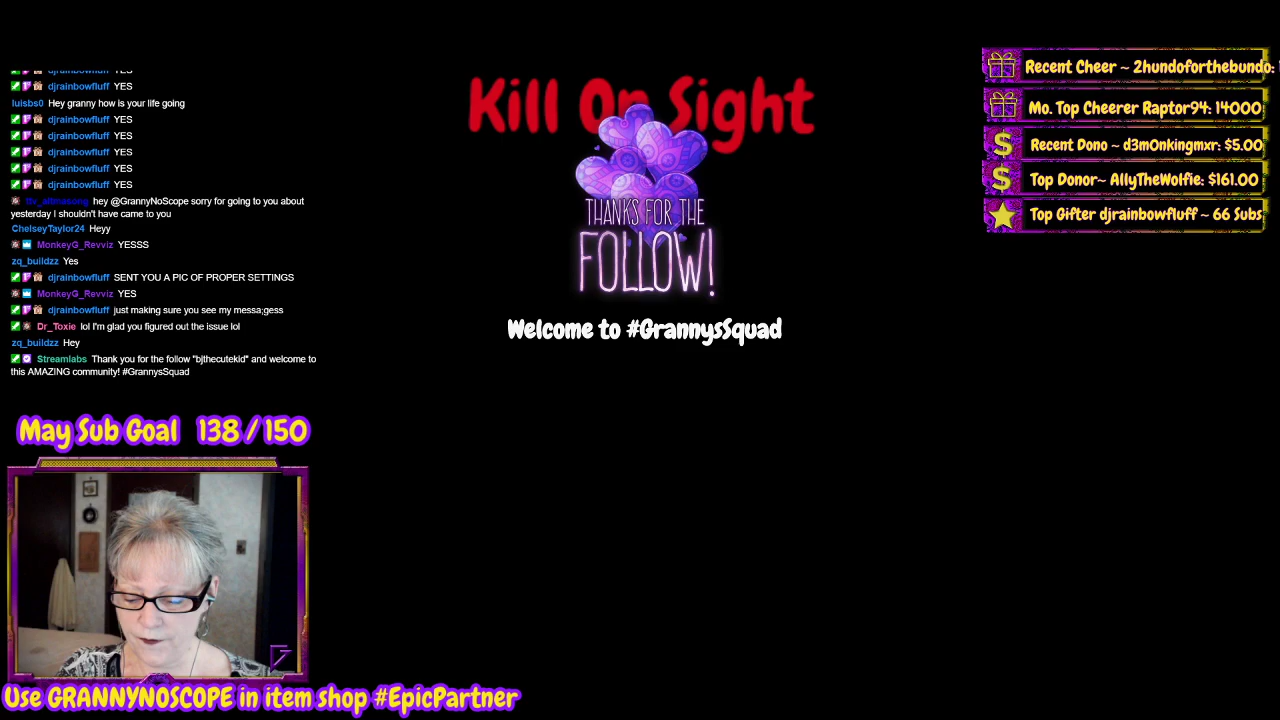 djrainbowfluff YES
djrainbowfluff YES
luisbs0 Hey granny how is your life going
djrainbowfluff YES
djrainbowfluff YES
djrainbowfluff YES
djrainbowfluff YES
djrainbowfluff YES
hey @GrannyNoScope sorry for going to you about
yesterday I shouldn't have came to you
ChelseyTaylor24 Heyy
MonkeyG_Revviz YESSS
zq_buildzz Yes
djrainbowfluff SENT YOU A PIC OF PROPER SETTINGS
MonkeyG_Revviz YES
djrainbowfluff just making sure you see my messa;gess
Dr_Toxie lol I'm glad you figured out the issue lol
zq_buildzz Hey
Streamlabs Thank you for the follow "bjthecutekid" and welcome to
this AMAZING community! #GrannysSquad
May Sub Goal 138 / 150
Use GRANNYNOSCOPE in item shop #EpicPartner
Kill On Sight
THANKS FOR THE
FOLLOW!
Welcome to #GrannysSquad
Recent Cheer ~ 2hundoforthebundo:
Mo. Top Cheerer Raptor94: 14000
Recent Dono ~ d3m0nkingmxr: $5.00
Top Donor~ AllyTheWolfie: $161.00
Top Gifter djrainbowfluff ~ 66 Subs